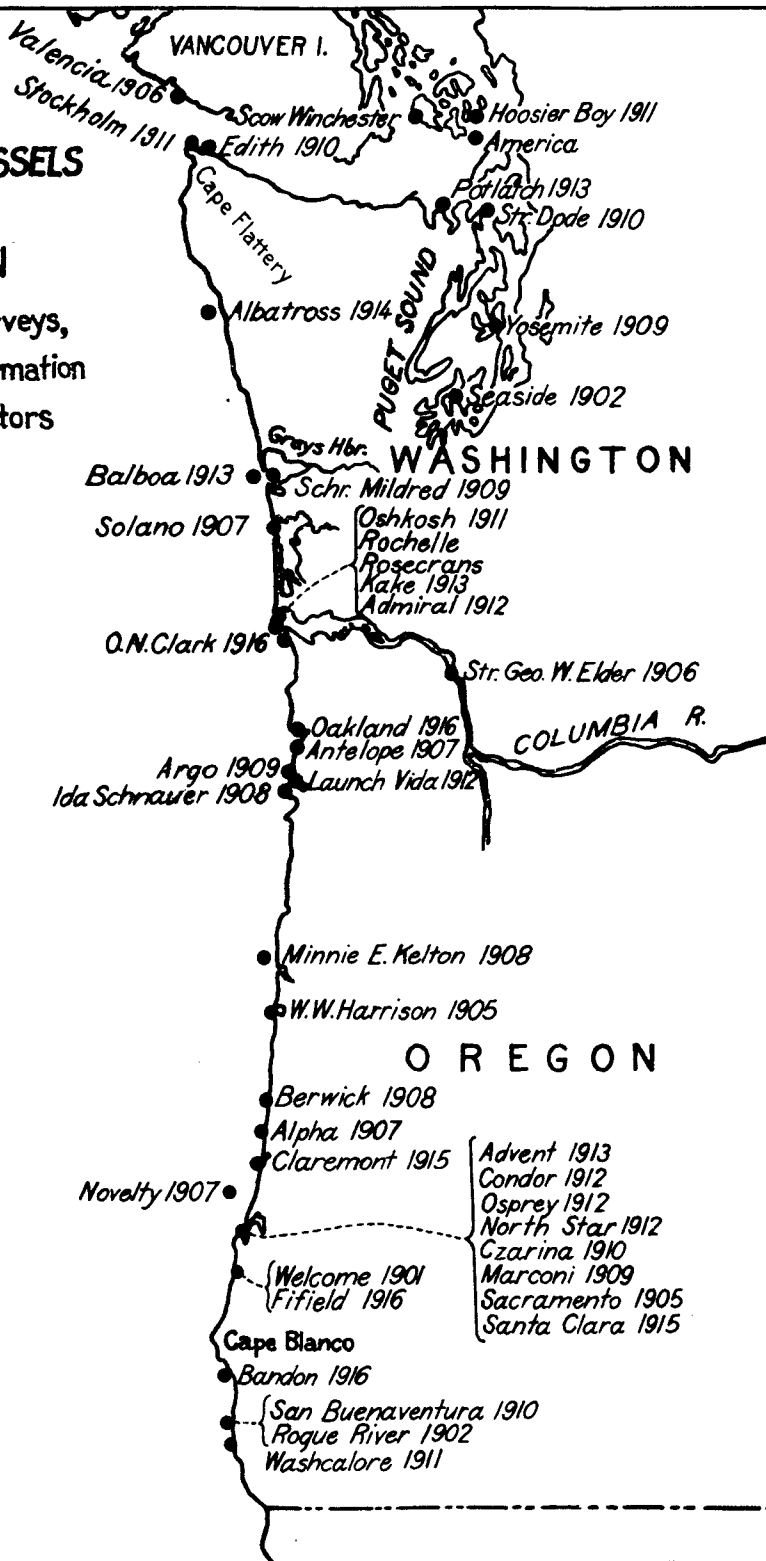 VANCOUVER I.
Valencia 1906
Stockholm 1911
Scow Winchester
Hoosier Boy 1911
Edith 1910
America
SSELS
Cape Flattery
Potlatch 1913
Str. Dode 1910
N
rveys,
Albatross 1914
PUGET SOUND
Yosemite 1909
rmation
Seaside 1902
tors
Grays Hbr.
WASHINGTON
Balboa 1913
Schr. Mildred 1909
Solano 1907
Oshkosh 1911
Rochelle
Rosecrans
Kake 1913
Admiral 1912
O.N. Clark 1916
Str. Geo. W. Elder 1906
COLUMBIA R.
Oakland 1916
Antelope 1907
Argo 1909
Launch Vida 1912
Ida Schnauer 1908
Minnie E. Kelton 1908
W.W. Harrison 1905
OREGON
Berwick 1908
Alpha 1907
Claremont 1915
Novelty 1907
Advent 1913
Condor 1912
Osprey 1912
North Star 1912
Czarina 1910
Marconi 1909
Sacramento 1905
Santa Clara 1915
Welcome 1901
Fifield 1916
Cape Blanco
Bandon 1916
San Buenaventura 1910
Rogue River 1902
Washcalore 1911